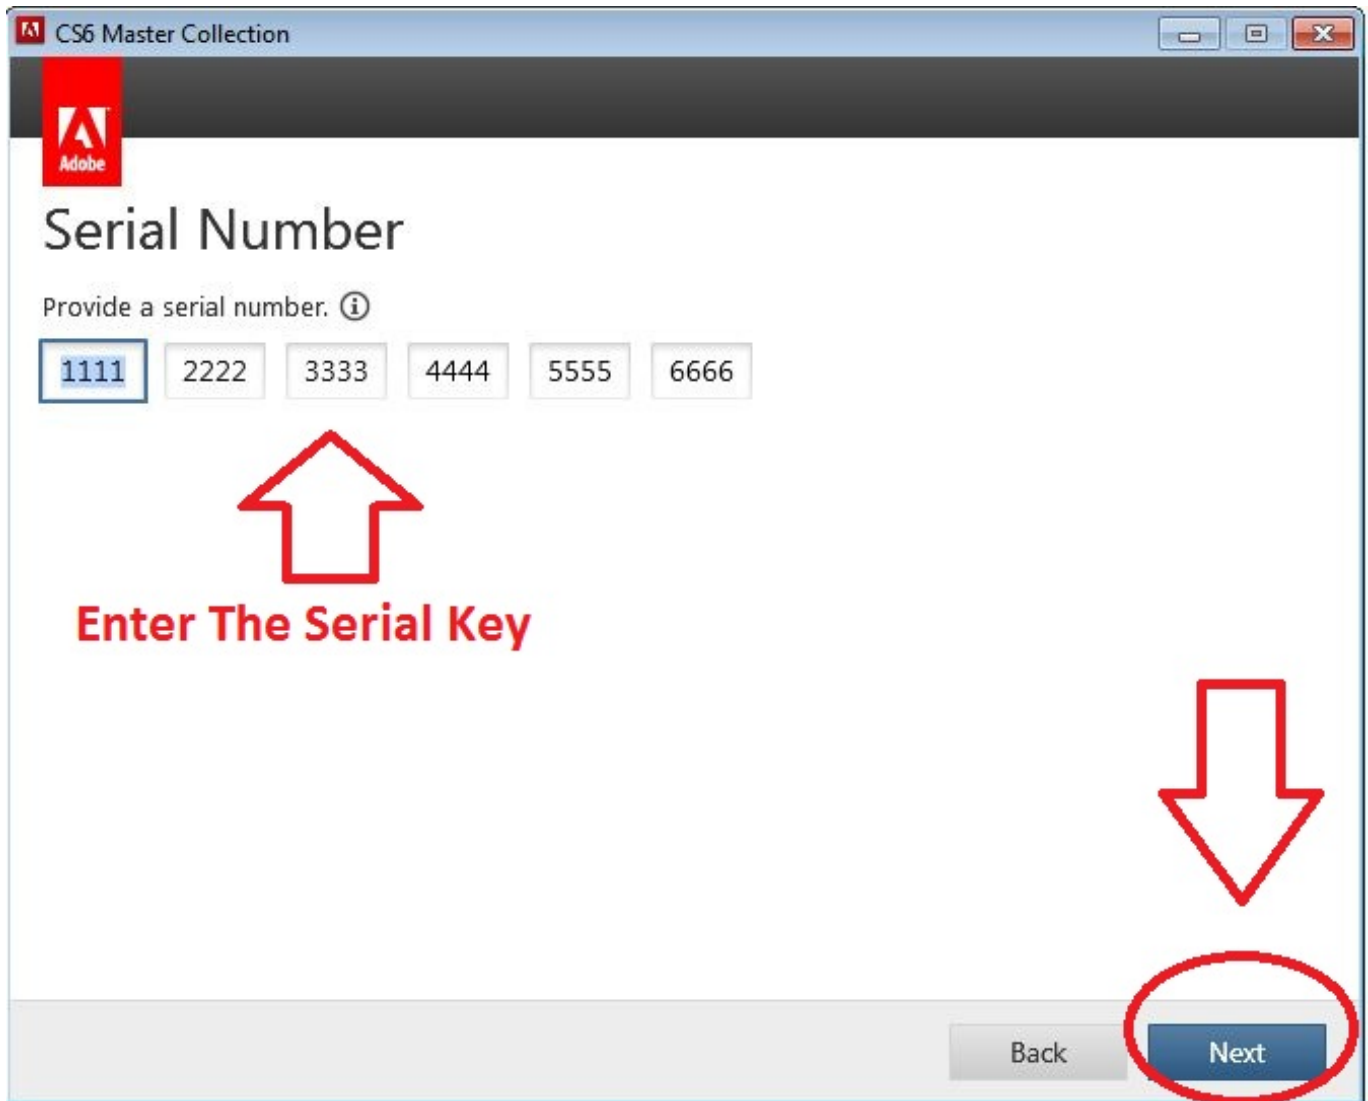 CS6 Master Collection
Adobe
Serial Number
Provide a serial number.
1111 2222 3333 4444 5555 6666
Enter The Serial Key
Back Next